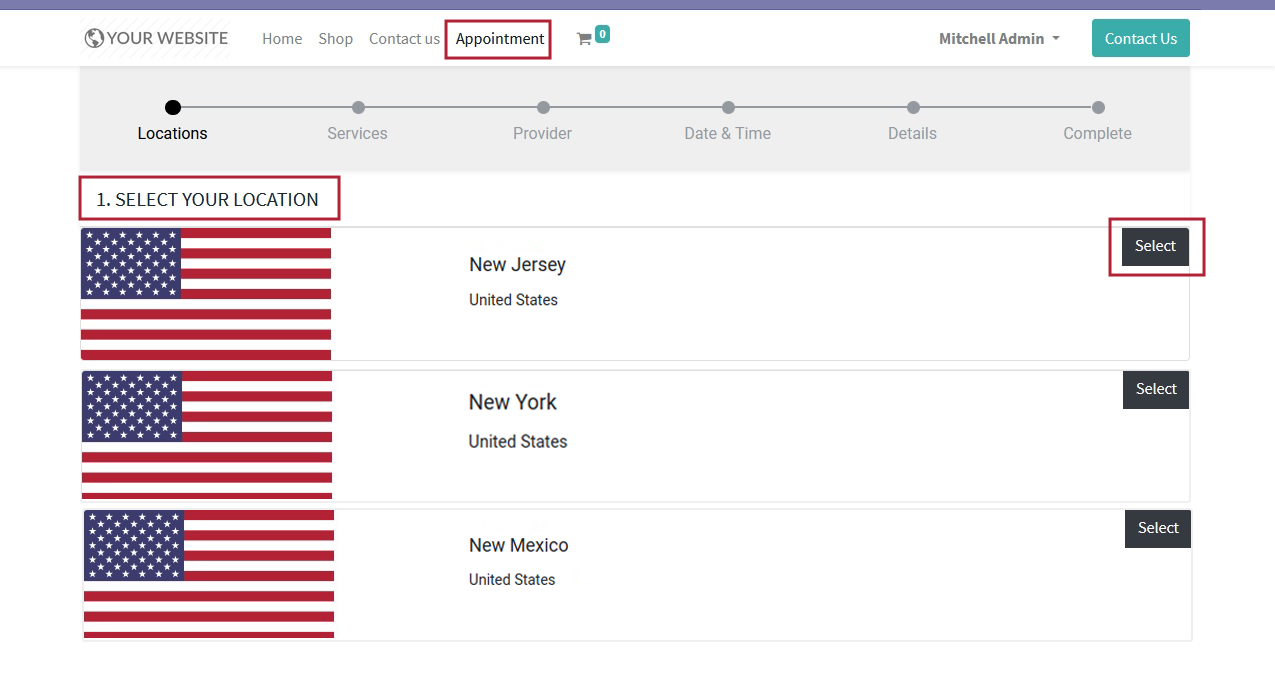 YOUR WEBSITE Home Shop Contact us Appointment 0 Mitchell Admin Contact Us
Locations Services Provider Date & Time Details Complete
1. SELECT YOUR LOCATION
Select
New Jersey
United States
Select
New York
United States
Select
New Mexico
United States